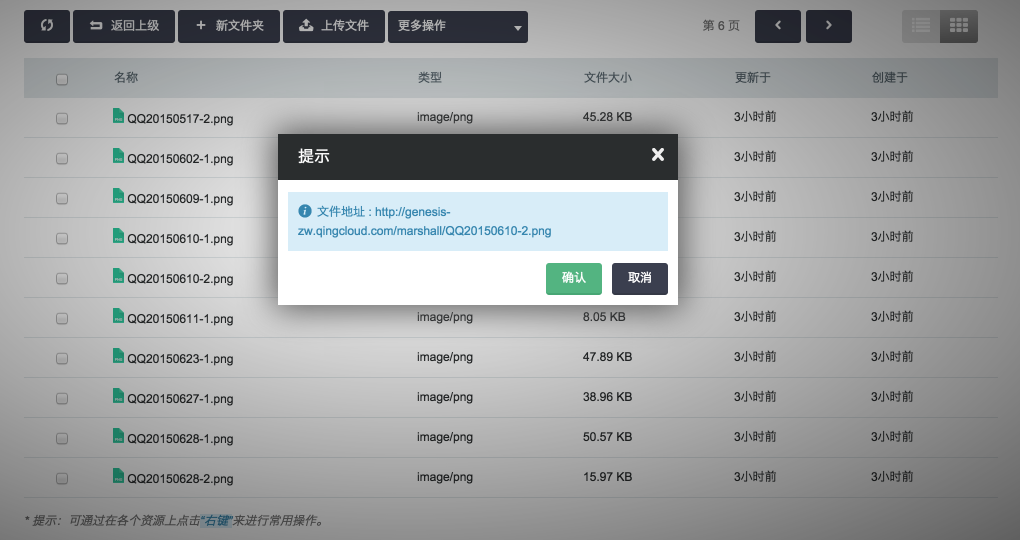 返回上级 新文件夹 上传文件 更多操作 第 6 页
名称 类型 文件大小 更新于 创建于
QQ20150517-2.png image/png 45.28 KB 3小时前 3小时前
QQ20150602-1.png 3小时前 3小时前
QQ20150609-1.png 3小时前 3小时前
QQ20150610-1.png 3小时前 3小时前
QQ20150610-2.png 3小时前 3小时前
QQ20150611-1.png image/png 8.05 KB 3小时前 3小时前
QQ20150623-1.png image/png 47.89 KB 3小时前 3小时前
QQ20150627-1.png image/png 38.96 KB 3小时前 3小时前
QQ20150628-1.png image/png 50.57 KB 3小时前 3小时前
QQ20150628-2.png image/png 15.97 KB 3小时前 3小时前
* 提示：可通过在各个资源上点击“右键”来进行常用操作。
提示
文件地址 : http://genesis-
zw.qingcloud.com/marshall/QQ20150610-2.png
确认 取消